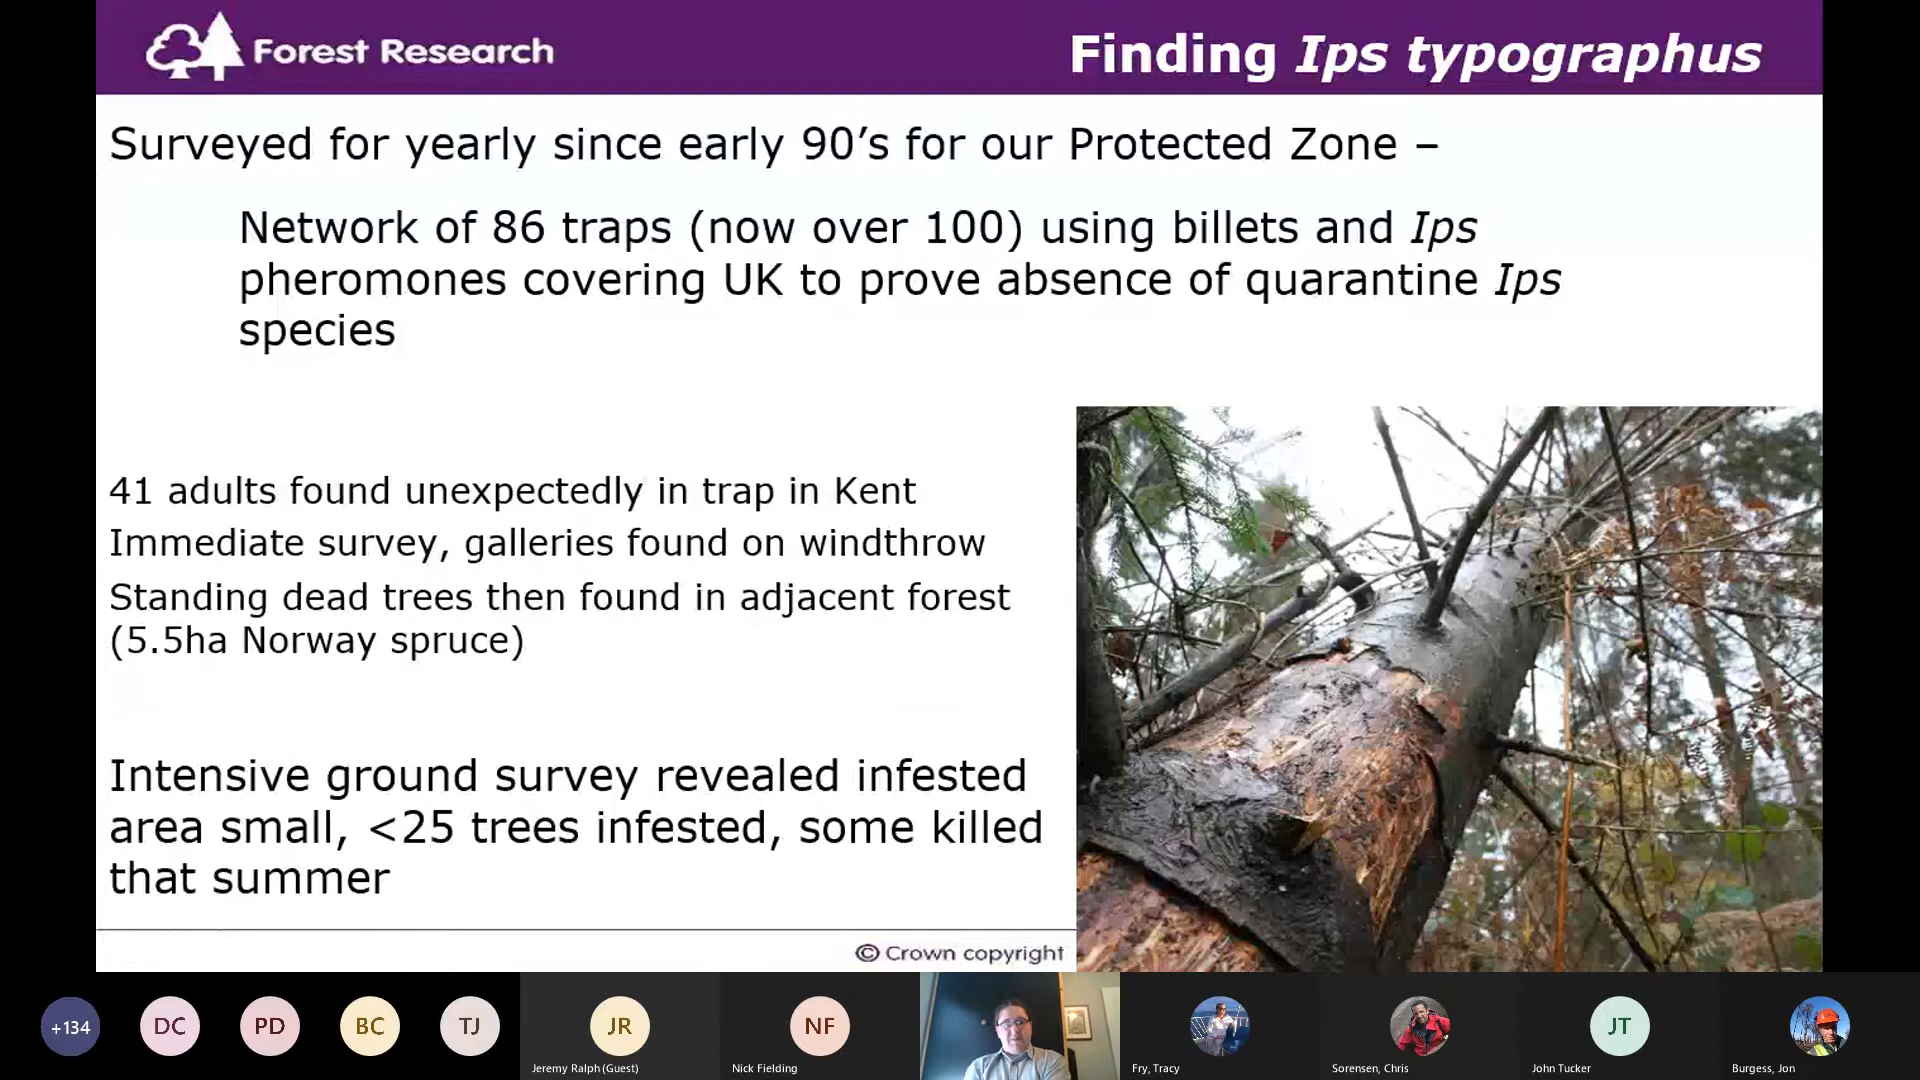 Forest Research
Finding Ips typographus
Surveyed for yearly since early 90’s for our Protected Zone –
Network of 86 traps (now over 100) using billets and Ips
pheromones covering UK to prove absence of quarantine Ips
species
41 adults found unexpectedly in trap in Kent
Immediate survey, galleries found on windthrow
Standing dead trees then found in adjacent forest
(5.5ha Norway spruce)
Intensive ground survey revealed infested
area small, <25 trees infested, some killed
that summer
© Crown copyright
+134
DC
PD
BC
TJ
JR
NF
JT
Jeremy Ralph (Guest)
Nick Fielding
Fry, Tracy
Sorensen, Chris
John Tucker
Burgess, Jon